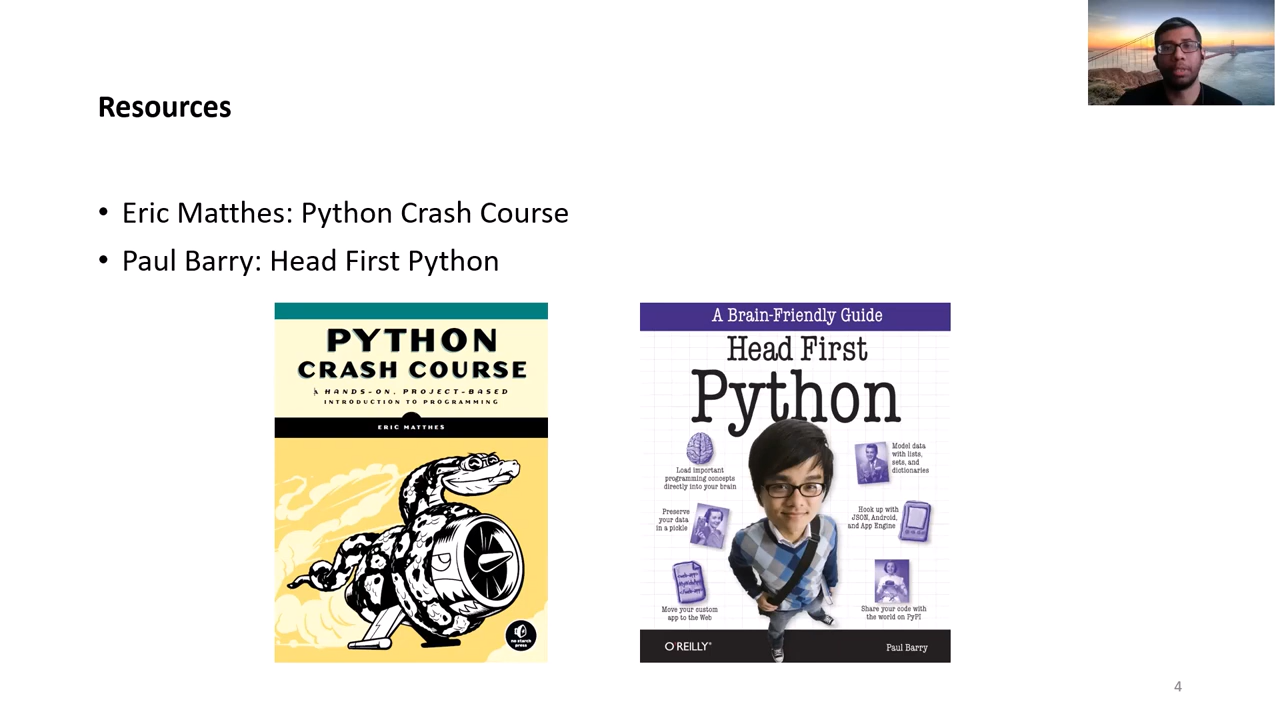 Resources
• Eric Matthes: Python Crash Course
• Paul Barry: Head First Python
PYTHON
CRASH COURSE
A HANDS-ON, PROJECT-BASED
INTRODUCTION TO PROGRAMMING
ERIC MATTHES
no starch
press
A Brain-Friendly Guide
Head First
Python
Load important
programming concepts
directly into your brain
Model data
with lists,
sets, and
dictionaries
Preserve
your data
in a pickle
Hook up with
JSON, Android,
and App Engine
Move your custom
app to the Web
Share your code with
the world on PyPI
O'REILLY®
Paul Barry
4